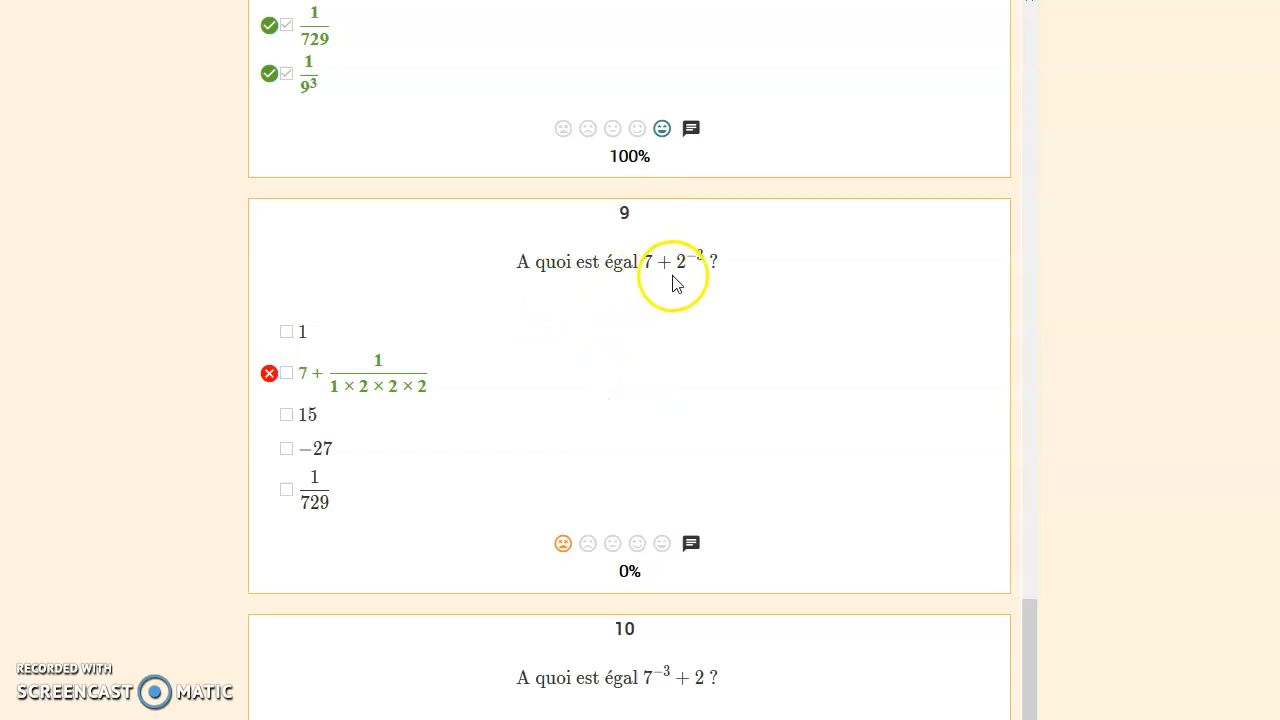 1/729
1/9³
100%
9
A quoi est égal 7 + 2⁻³ ?
1
7 + 1/(1 × 2 × 2 × 2)
15
−27
1/729
0%
10
A quoi est égal 7⁻³ + 2 ?
RECORDED WITH
SCREENCAST MATIC